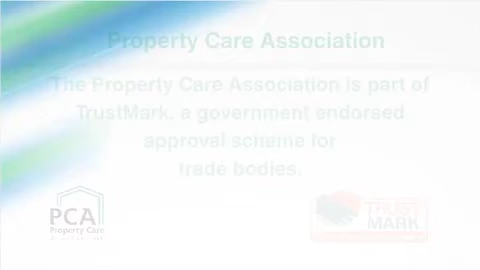 Property Care Association
The Property Care Association is part of
TrustMark, a government endorsed
approval scheme for
trade bodies.
PCA
Property Care
TRUST
MARK